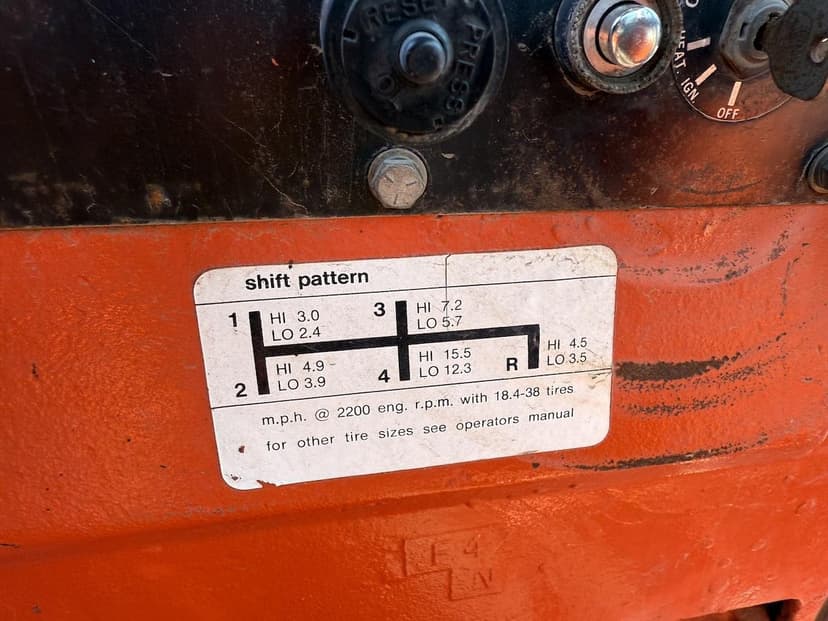 RESET
PRESS
HEAT. IGN. OFF
shift pattern
1 HI 3.0 3 HI 7.2
LO 2.4 LO 5.7
HI 4.9 HI 15.5 R HI 4.5
2 LO 3.9 4 LO 12.3 LO 3.5
m.p.h. @ 2200 eng. r.p.m. with 18.4-38 tires
for other tire sizes see operators manual